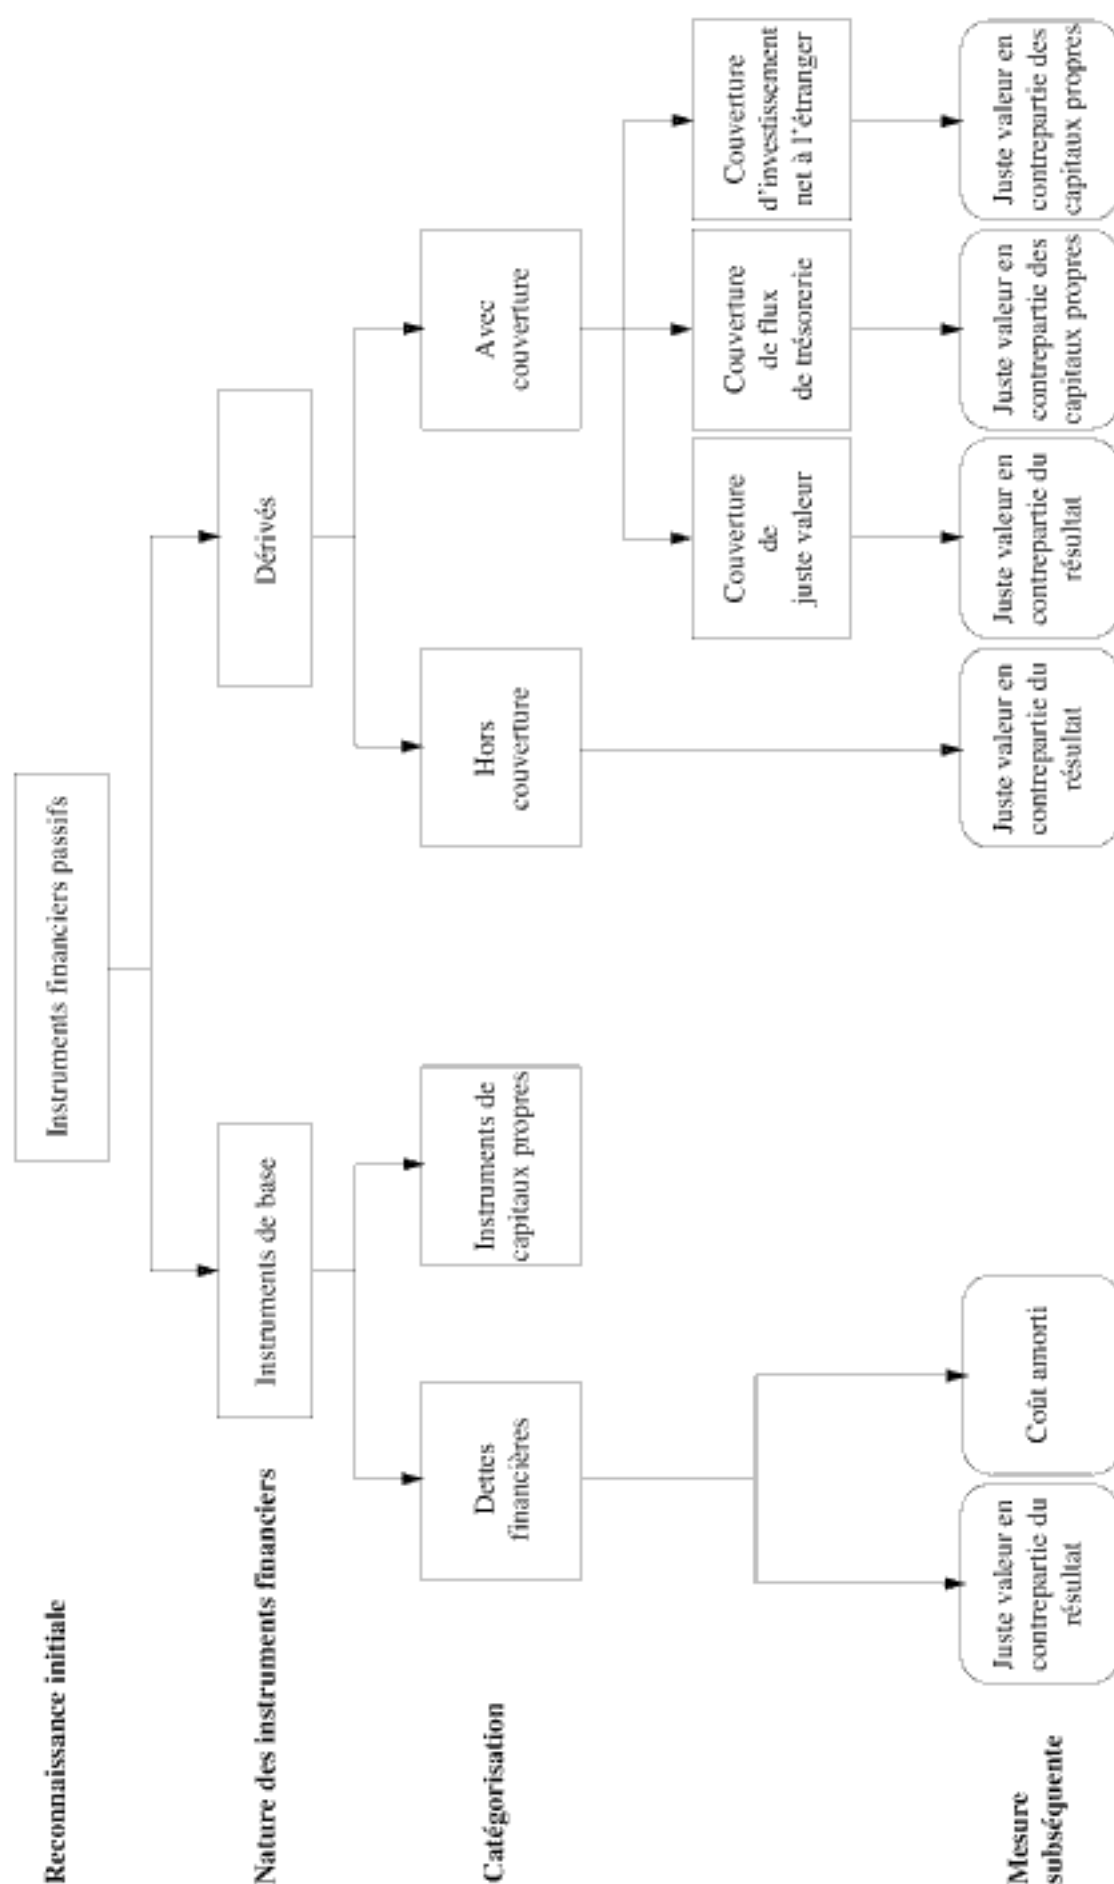 Reconnaissance initiale
Instruments financiers passifs
Nature des instruments financiers
Instruments de base
Dérivés
Catégorisation
Dettes
financières
Instruments de
capitaux propres
Hors
couverture
Avec
couverture
Couverture
de
juste valeur
Couverture
de flux
de trésorerie
Couverture
d'investissement
net à l'étranger
Mesure
subséquente
Juste valeur en
contrepartie du
résultat
Coût amorti
Juste valeur en
contrepartie du
résultat
Juste valeur en
contrepartie du
résultat
Juste valeur en
contrepartie des
capitaux propres
Juste valeur en
contrepartie des
capitaux propres